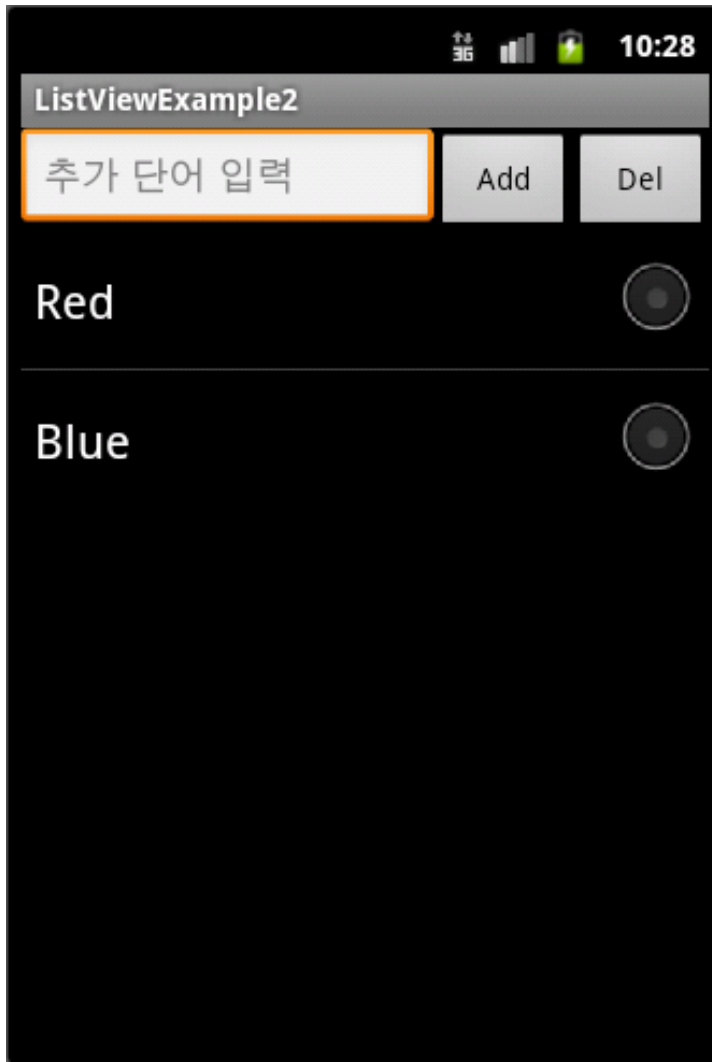 3G 10:28
ListViewExample2
추가 단어 입력 Add Del
Red
Blue